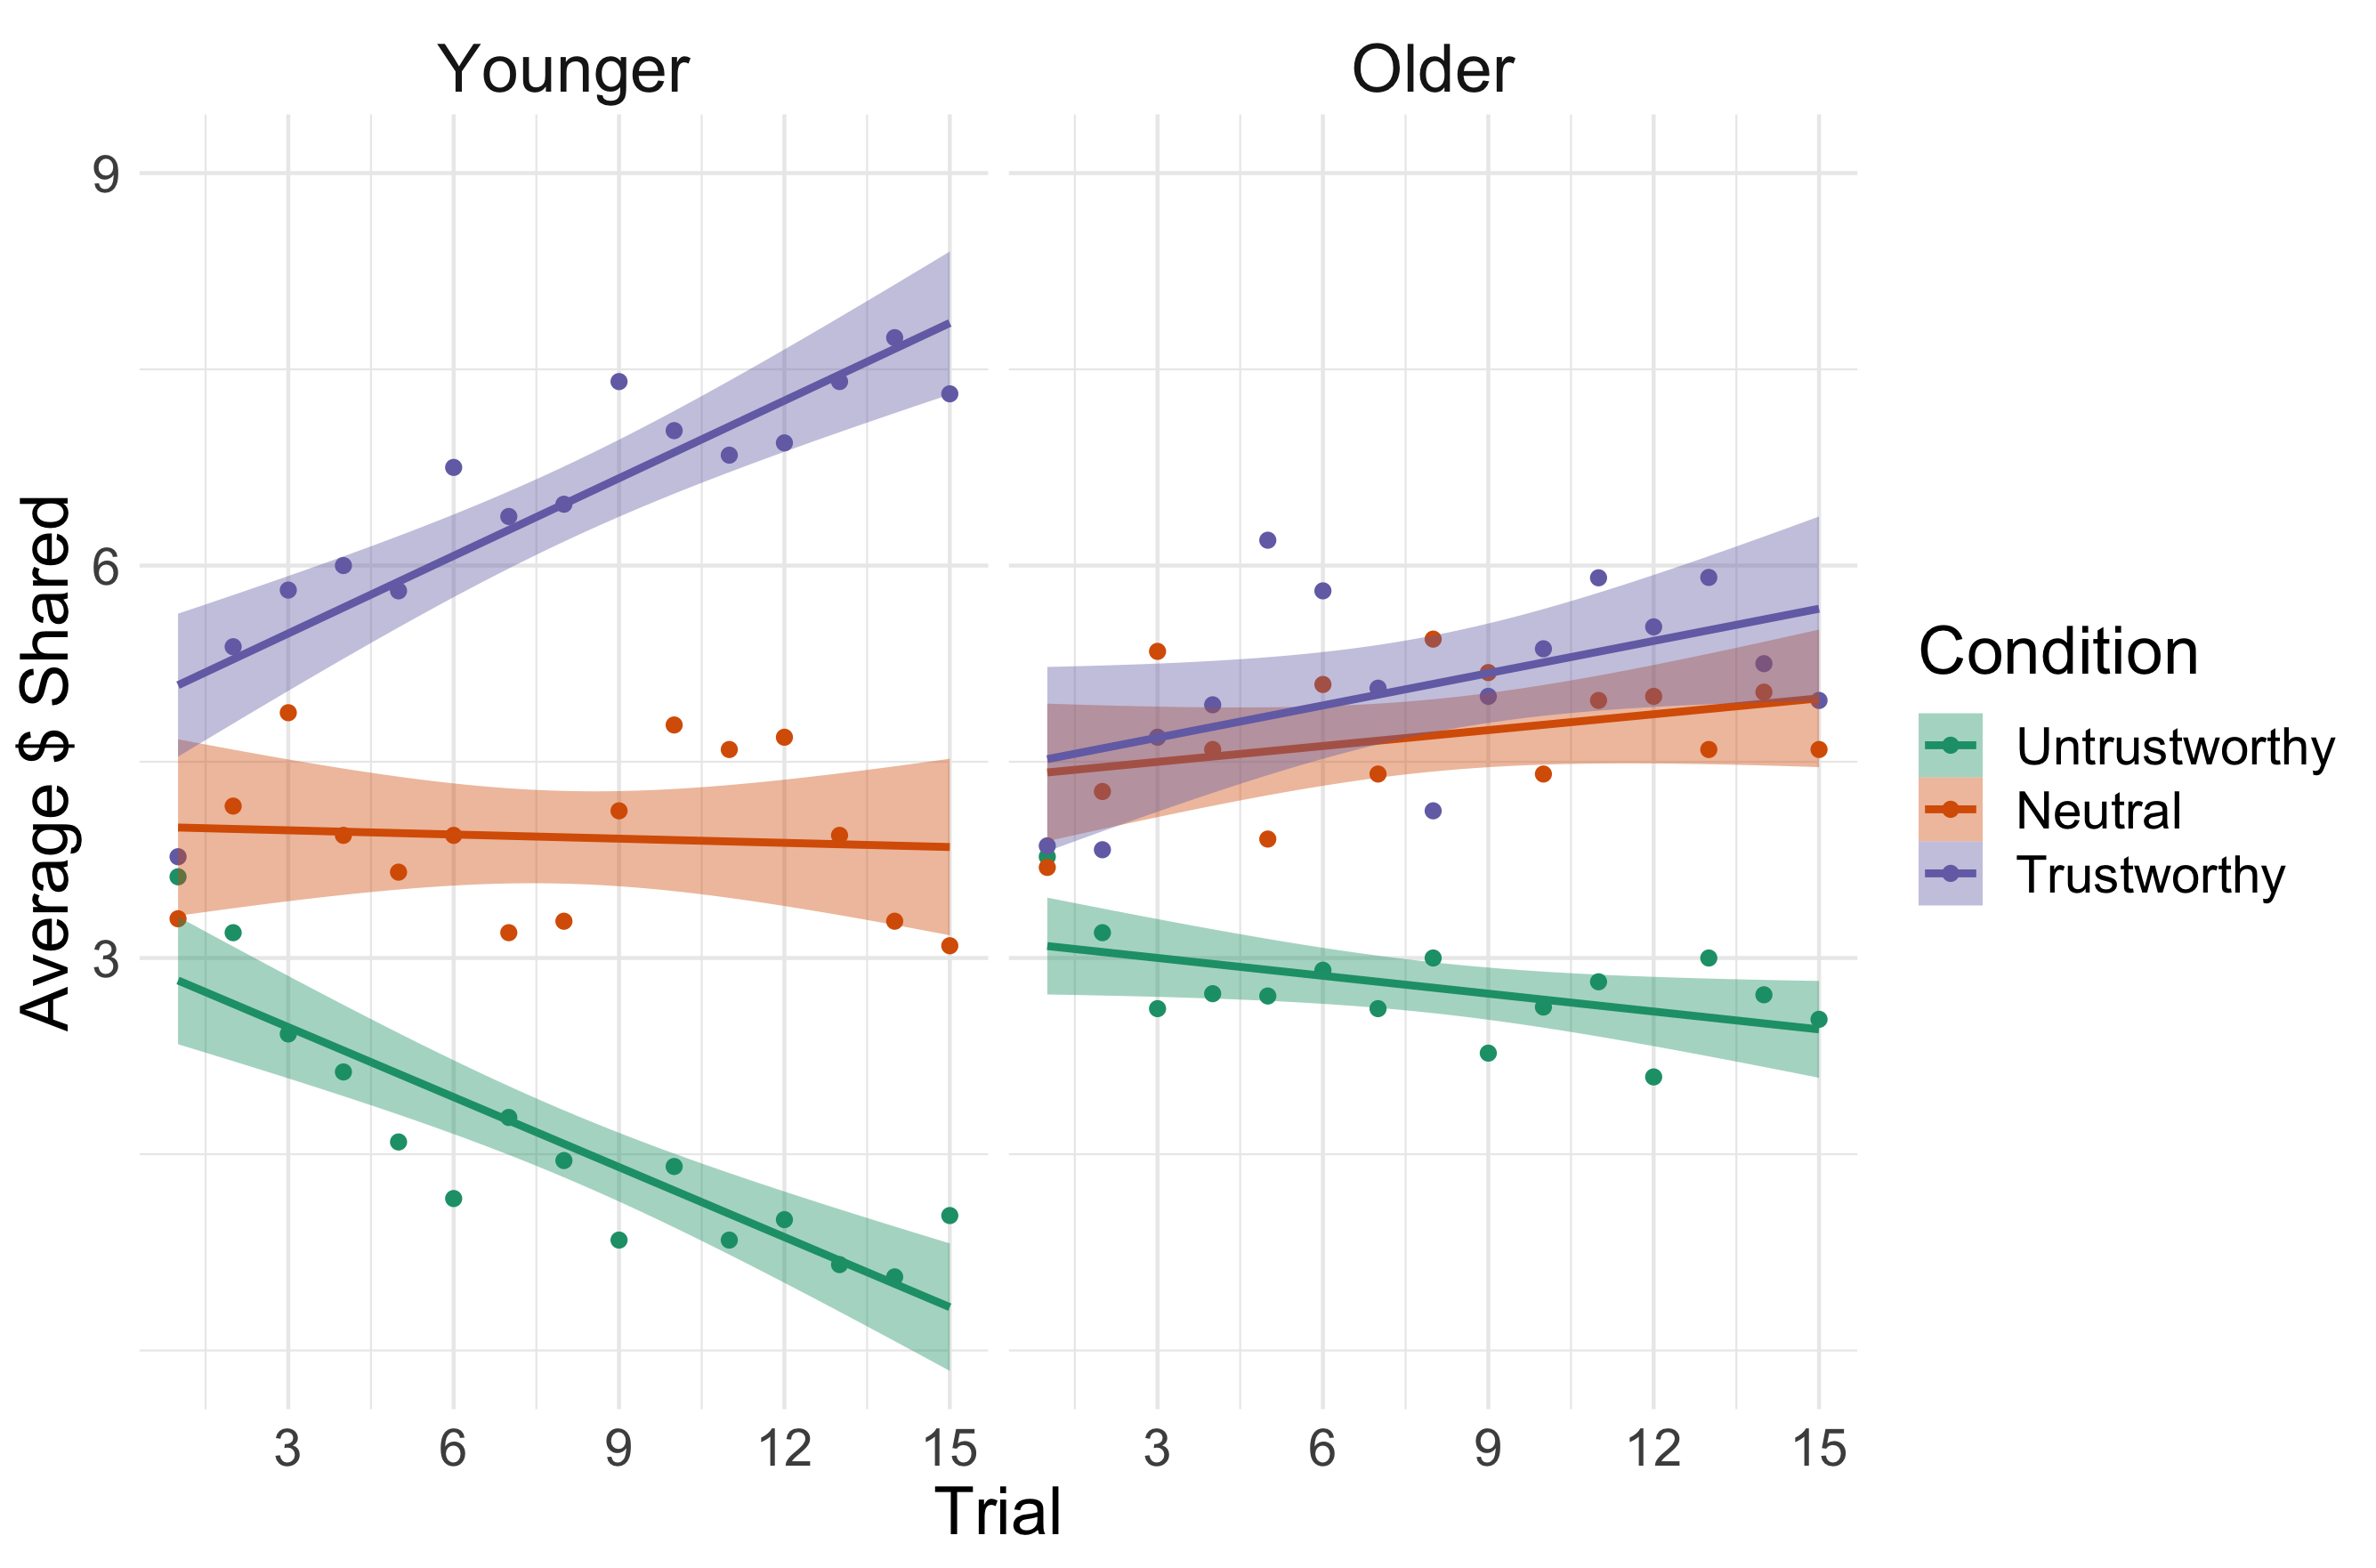 Younger
Older
Average $ Shared
9
6
3
3 6 9 12 15
3 6 9 12 15
Trial
Condition
Untrustworthy
Neutral
Trustworthy